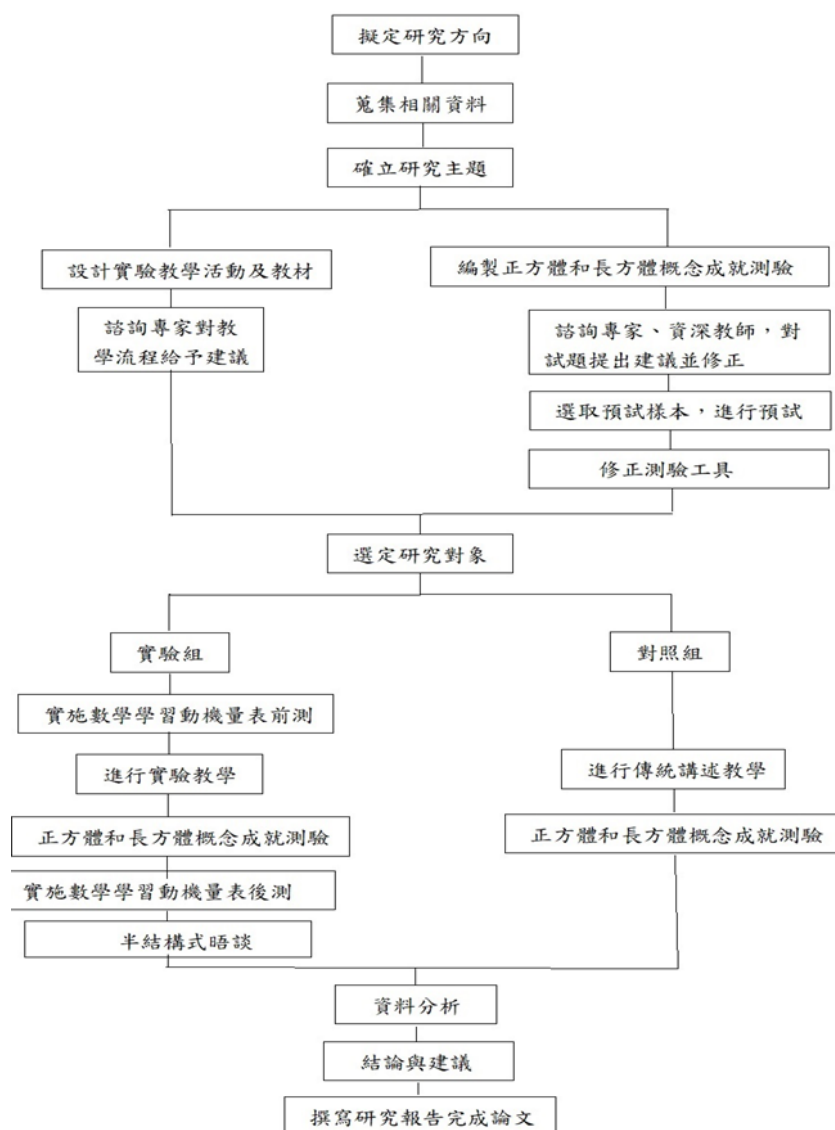 擬定研究方向
蒐集相關資料
確立研究主題
設計實驗教學活動及教材
諮詢專家對教
學流程給予建議
編製正方體和長方體概念成就測驗
諮詢專家、資深教師，對
試題提出建議並修正
選取預試樣本，進行預試
修正測驗工具
選定研究對象
實驗組
實施數學學習動機量表前測
進行實驗教學
正方體和長方體概念成就測驗
實施數學學習動機量表後測
半結構式晤談
對照組
進行傳統講述教學
正方體和長方體概念成就測驗
資料分析
結論與建議
撰寫研究報告完成論文